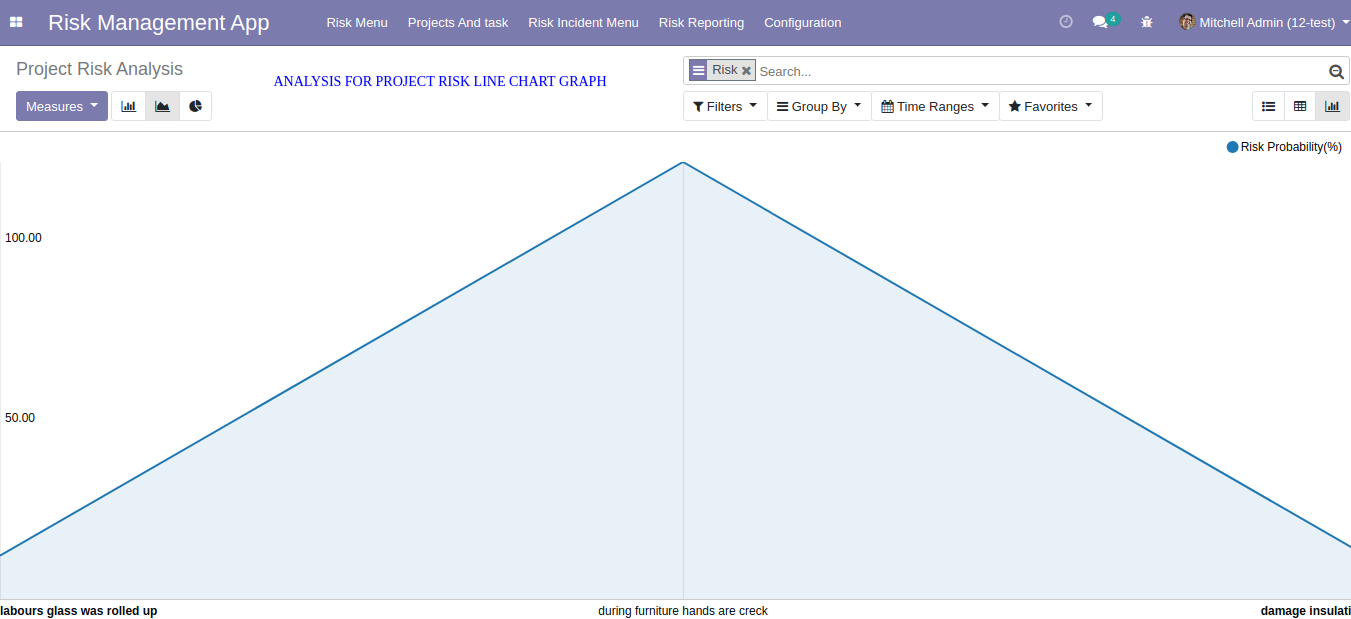 Risk Management App
Risk Menu Projects And task Risk Incident Menu Risk Reporting Configuration
4
Mitchell Admin (12-test)
Project Risk Analysis
ANALYSIS FOR PROJECT RISK LINE CHART GRAPH
Risk
Search...
Measures
Filters Group By Time Ranges Favorites
Risk Probability(%)
100.00
50.00
labours glass was rolled up during furniture hands are creck damage insulati